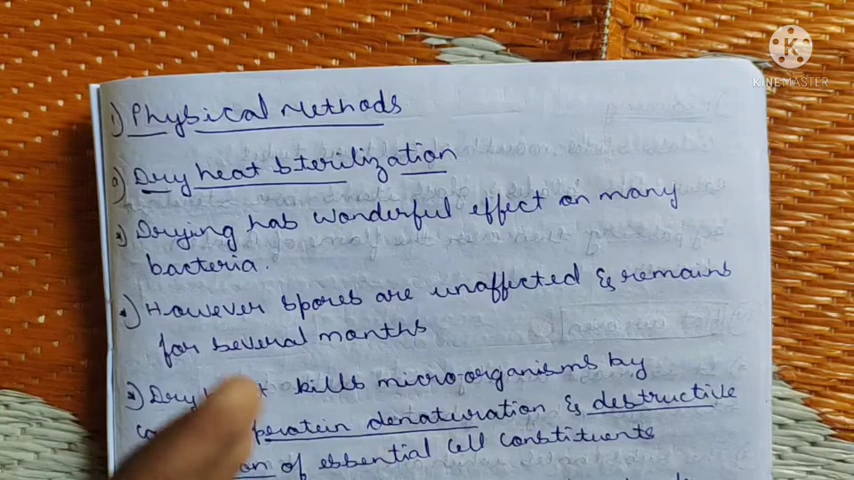 1) Physical Methods
Dry heat sterilization
Drying has wonderful effect on many
bacteria.
However spores are unaffected & remains
for several months
Dry kills micro-organisms by
protein denaturation & destructive
of essential cell constituents
KINEMASTER